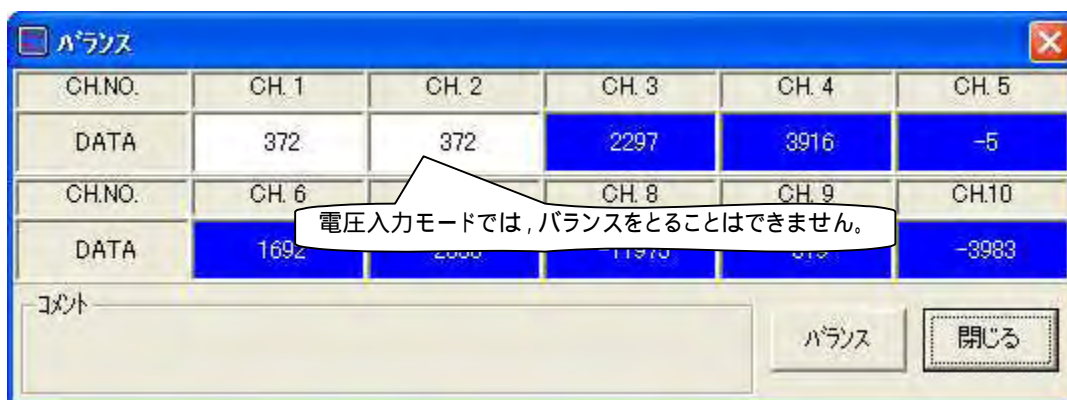 バランス
CH.NO. CH. 1 CH. 2 CH. 3 CH. 4 CH. 5
DATA 372 372 2297 3916 -5
CH.NO. CH. 6 CH. 8 CH. 9 CH.10
電圧入力モードでは,バランスをとることはできません。
DATA 1692 -3983
コメント
バランス 閉じる